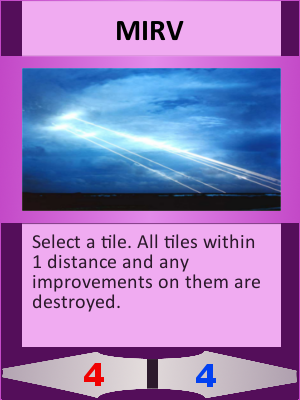 MIRV
Select a tile. All tiles within
1 distance and any
improvements on them are
destroyed.
4 4